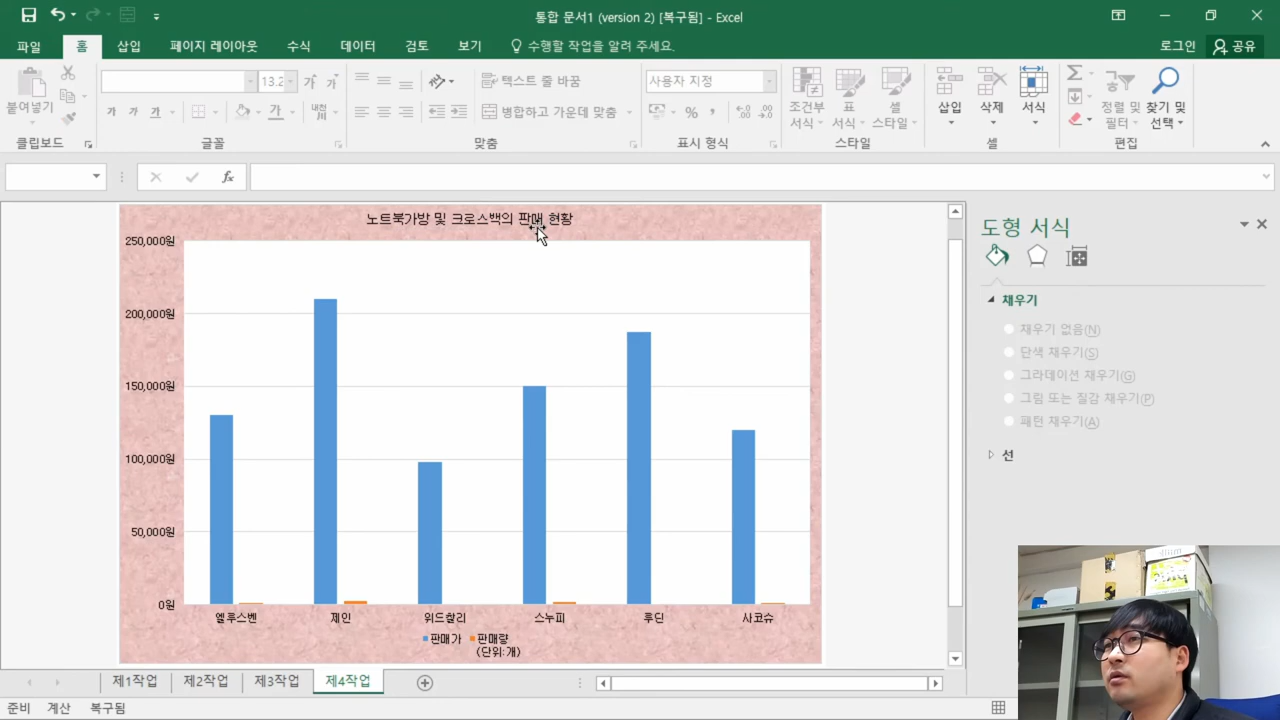 통합 문서1 (version 2) [복구됨] - Excel
파일 홈 삽입 페이지 레이아웃 수식 데이터 검토 보기 수행할 작업을 알려 주세요. 로그인 공유
붙여넣기
클립보드
13.2
가 가
가 가 가 가 내천
글꼴
텍스트 줄 바꿈
병합하고 가운데 맞춤
맞춤
사용자 지정
%
표시 형식
조건부 서식
표 서식
셀 스타일
스타일
삽입 삭제 서식
셀
정렬 및 필터
찾기 및 선택
편집
fx
노트북가방 및 크로스백의 판매 현황
250,000원
200,000원
150,000원
100,000원
50,000원
0원
엘루스벤 제인 위드할리 스누피 루딘 사코슈
판매가 판매량
(단위:개)
도형 서식
채우기
채우기 없음(N)
단색 채우기(S)
그라데이션 채우기(G)
그림 또는 질감 채우기(P)
패턴 채우기(A)
선
제1작업 제2작업 제3작업 제4작업
준비 계산 복구됨